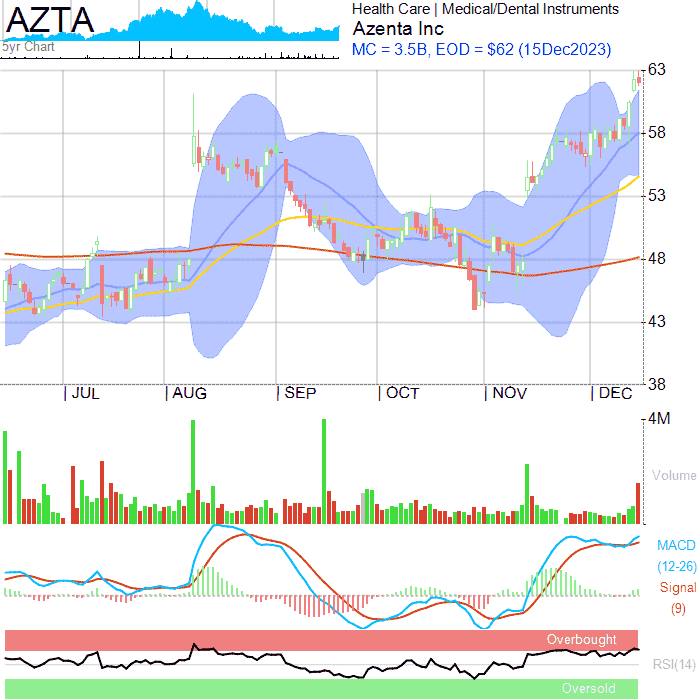 AZTA
5yr Chart
Health Care | Medical/Dental Instruments
Azenta Inc
MC = 3.5B, EOD = $62 (15Dec2023)
63
58
53
48
43
38
JUL
AUG
SEP
OCT
NOV
DEC
4M
Volume
MACD
(12-26)
Signal
(9)
Overbought
RSI(14)
Oversold